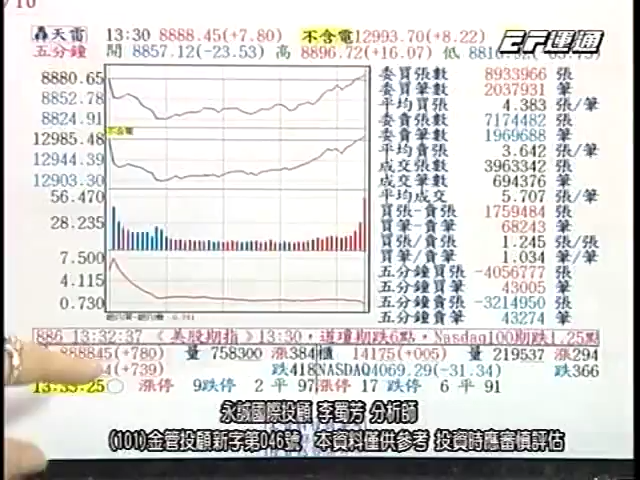 轟天雷 13:30 8888.45(+7.80) 不含電12993.70(+8.22)
五分鐘 開 8857.12(-23.53) 高 8896.72(+16.07) 低
運通
8880.65
8852.78
8824.91
不含電
12985.48
12944.39
12903.30
56.470
28.235
7.500
4.115
0.730
委買張數 8933966 張
委買筆數 2037931 筆
平均買張 4.383 張/筆
委賣張數 7174482 張
委賣筆數 1969688 筆
平均賣張 3.642 張/筆
成交張數 3963342 張
成交筆數 694376 筆
平均成交 5.707 張/筆
買張-賣張 1759484 張
買筆-賣筆 68243 筆
買張/賣張 1.245 張/張
買筆/賣筆 1.034 筆/筆
五分鐘買張 -4056777 張
五分鐘買筆 43005 筆
五分鐘賣張 -3214950 張
五分鐘賣筆 43274 筆
886 13:32:37 《美股期指》13:30，道瓊期跌6點，Nasdaq100期跌1.25點
888845(+780) 量 758300 漲384 櫃 14175(+005) 量 219537 漲294
(+739) 跌418 NASDAQ4069.29(-31.34) 跌366
13:33:25 漲停 9跌停 2 平 97 漲停 17 跌停 6 平 91
永誠國際投顧 李蜀芳 分析師
(101)金管投顧新字第046號 本資料僅供參考 投資時應審慎評估